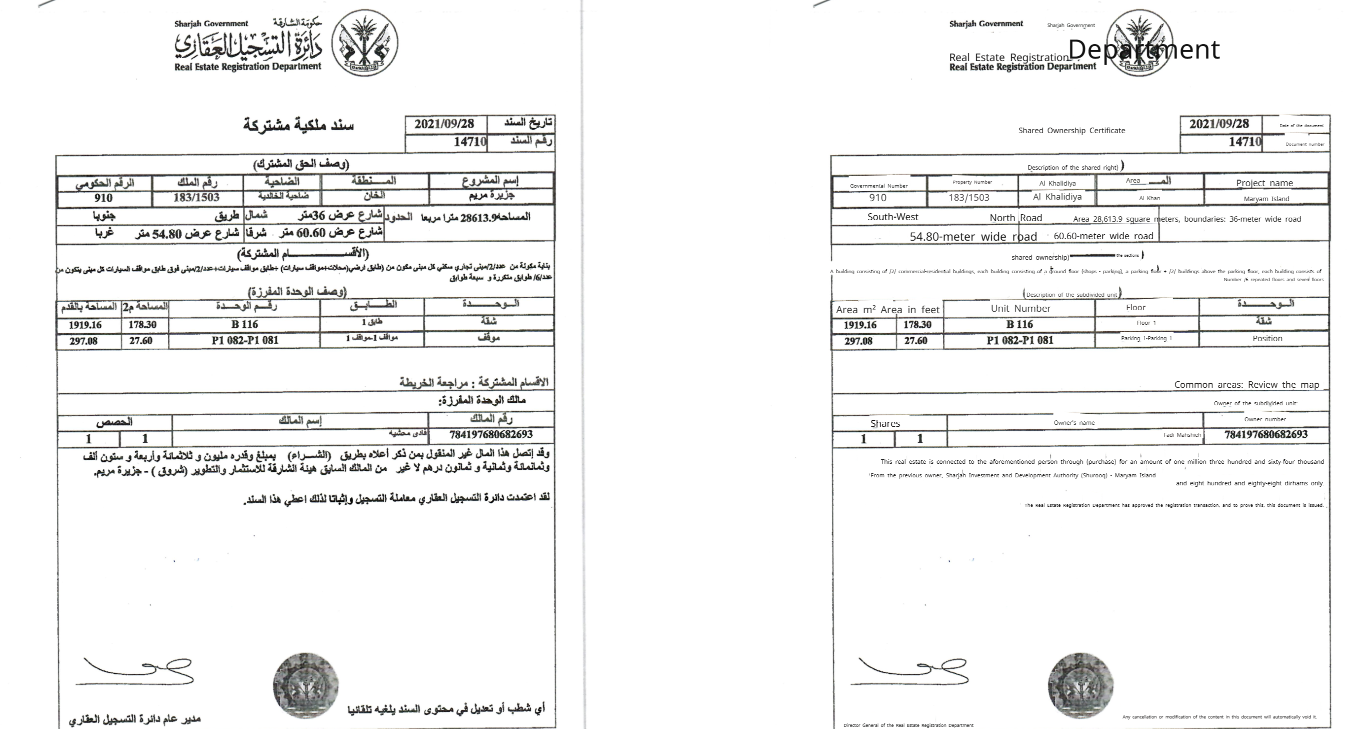 Sharjah Government حكومة الشارقة
دائرة التسجيل العقاري
Real Estate Registration Department
سند ملكية مشتركة
تاريخ السند 2021/09/28
رقم السند 14710
(وصف الحق المشترك)
إسم المشروع المـــنطقة الضاحية رقم الملك الرقم الحكومي
جزيرة مريم الخان ضاحية الخالدية 183/1503 910
المساحة 28613.9 مترا مربعا الحدود شارع عرض 36متر شمال طريق جنوبا
شارع عرض 60.60 متر شرقا شارع عرض 54.80 متر غربا
(الأقســـــــــام المشتركة)
بناية مكونة من عدد/2/مبنى تجاري سكني كل مبنى مكون من (طابق ارضي(محلات+مواقف سيارات) +طابق مواقف سيارات+عدد/2/مبنى فوق طابق مواقف السيارات كل مبنى يتكون من
عدد/6/ طوابق متكررة و سبعة طوابق
(وصف الوحدة المفرزة)
الـوحـــــدة الطـــــابـق رقـم الوحـــدة المساحة م2 المساحة بالقدم
شقة طابق 1 B 116 178.30 1919.16
موقف مواقف 1-مواقف 1 P1 082-P1 081 27.60 297.08
الاقسام المشتركة : مراجعة الخريطة
مالك الوحدة المفرزة:
رقم المالك إسم المالك الحصص
784197680682693 فادى محشيه 1 1
وقد إتصل هذا المال غير المنقول بمن ذكر أعلاه بطريق (الشـــراء) بمبلغ وقدره مليون و ثلاثمانة وأربعة و ستون ألف
وثمانمائة وثمانية و ثمانون درهم لا غير من المالك السابق هيئة الشارقة للاستثمار والتطوير (شروق ) - جزيرة مريم.
لقد اعتمدت دائرة التسجيل العقاري معاملة التسجيل وإثباتا لذلك اعطي هذا السند.
أي شطب أو تعديل في محتوى السند يلغيه تلقائيا
مدير عام دائرة التسجيل العقاري
Sharjah Government Sharjah Government
Real Estate Registration Department
Real Estate Registration Department
Shared Ownership Certificate
2021/09/28 Date of the document
14710 Document number
Description of the shared right) )
Governmental Number Property Number Al Khalidiya Area المـــ Project name
910 183/1503 Al Khalidiya Al Khan Maryam Island
South-West North Road Area 28,613.9 square meters, boundaries: 36-meter wide road
54.80-meter wide road 60.60-meter wide road
shared ownership) the sections )
A building consisting of /2/ commercial-residential buildings, each building consisting of a ground floor (shops + parking), a parking floor + /2/ buildings above the parking floor, each building consists of
Number /6 repeated floors and seven floors
(Description of the subdivided unit)
Area m² Area in feet Unit Number Floor الـوحـــــدة
1919.16 178.30 B 116 Floor 1 شقة
297.08 27.60 P1 082-P1 081 Parking 1-Parking 1 Position
Common areas: Review the map
Owner of the subdivided unit:
Shares Owner's name Owner number
1 1 Fadi Mahshieh 784197680682693
This real estate is connected to the aforementioned person through (purchase) for an amount of one million three hundred and sixty-four thousand
From the previous owner, Sharjah Investment and Development Authority (Shurooq) - Maryam Island
and eight hundred and eighty-eight dirhams only.
The Real Estate Registration Department has approved the registration transaction, and to prove this, this document is issued.
Any cancellation or modification of the content in this document will automatically void it.
Director General of the Real Estate Registration Department